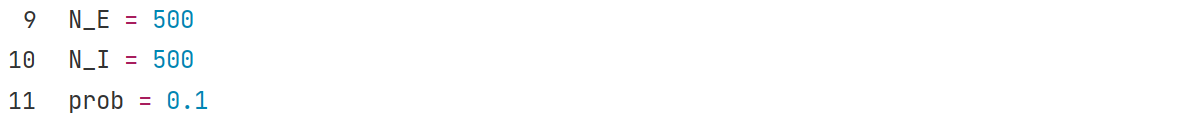 9 N_E = 500
10 N_I = 500
11 prob = 0.1